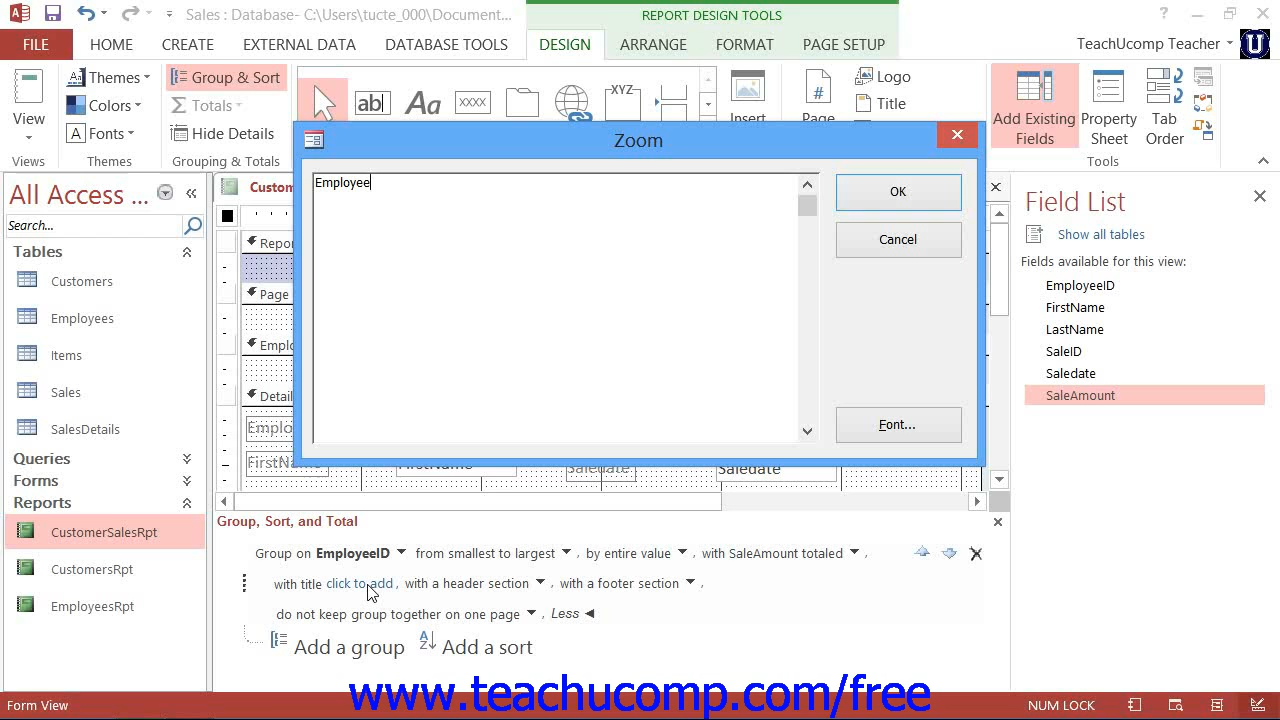 Sales : Database- C:\Users\tucte_000\Document...
REPORT DESIGN TOOLS
?
FILE
HOME
CREATE
EXTERNAL DATA
DATABASE TOOLS
DESIGN
ARRANGE
FORMAT
PAGE SETUP
TeachUcomp Teacher
View
Views
Themes
Colors
Fonts
Themes
Group & Sort
Totals
Hide Details
Grouping & Totals
ab
Aa
XXXX
XYZ
Insert
Page
Logo
Title
Add Existing
Fields
Property
Sheet
Tab
Order
Tools
Zoom
Employee
OK
Cancel
Font...
All Access ...
Search...
Tables
Customers
Employees
Items
Sales
SalesDetails
Queries
Forms
Reports
CustomerSalesRpt
CustomersRpt
EmployeesRpt
Custom
Repor
Page
Emplo
Detail
Emplo
FirstName
FirstName
Saledate
Saledate
Field List
Show all tables
Fields available for this view:
EmployeeID
FirstName
LastName
SaleID
Saledate
SaleAmount
Group, Sort, and Total
Group on EmployeeID from smallest to largest , by entire value , with SaleAmount totaled ,
with title click to add , with a header section , with a footer section ,
do not keep group together on one page , Less
Add a group
Add a sort
www.teachucomp.com/free
Form View
NUM LOCK